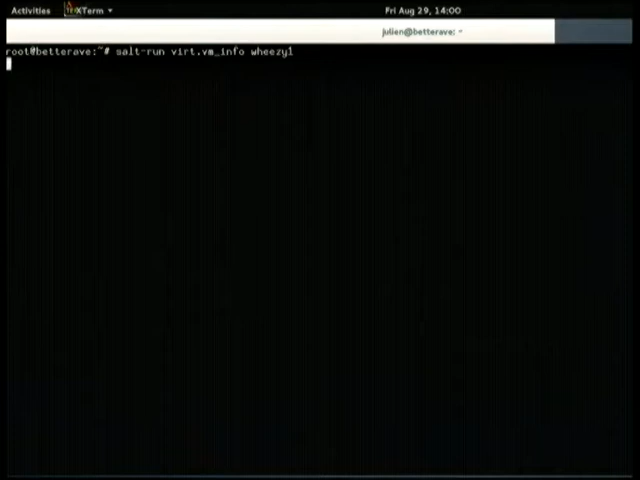 Activities XTerm Fri Aug 29, 14:00
julien@betterave: ~
root@betterave:~# salt-run virt.vm_info wheezy1